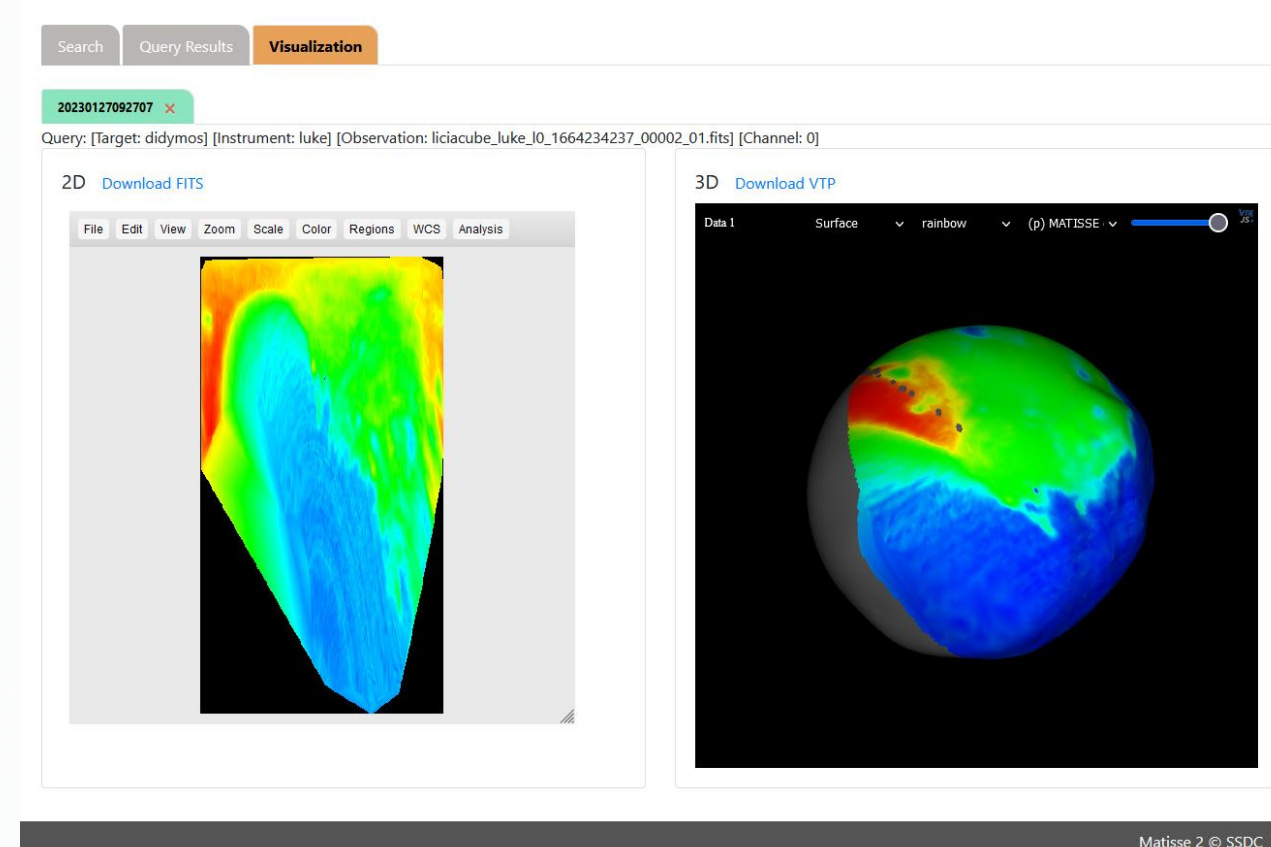 Search Query Results Visualization
20230127092707 ×
Query: [Target: didymos] [Instrument: luke] [Observation: liciacube_luke_l0_1664234237_00002_01.fits] [Channel: 0]
2D Download FITS
File Edit View Zoom Scale Color Regions WCS Analysis
3D Download VTP
Data 1 Surface rainbow (p) MATISSE
VTK
JS
Matisse 2 © SSDC